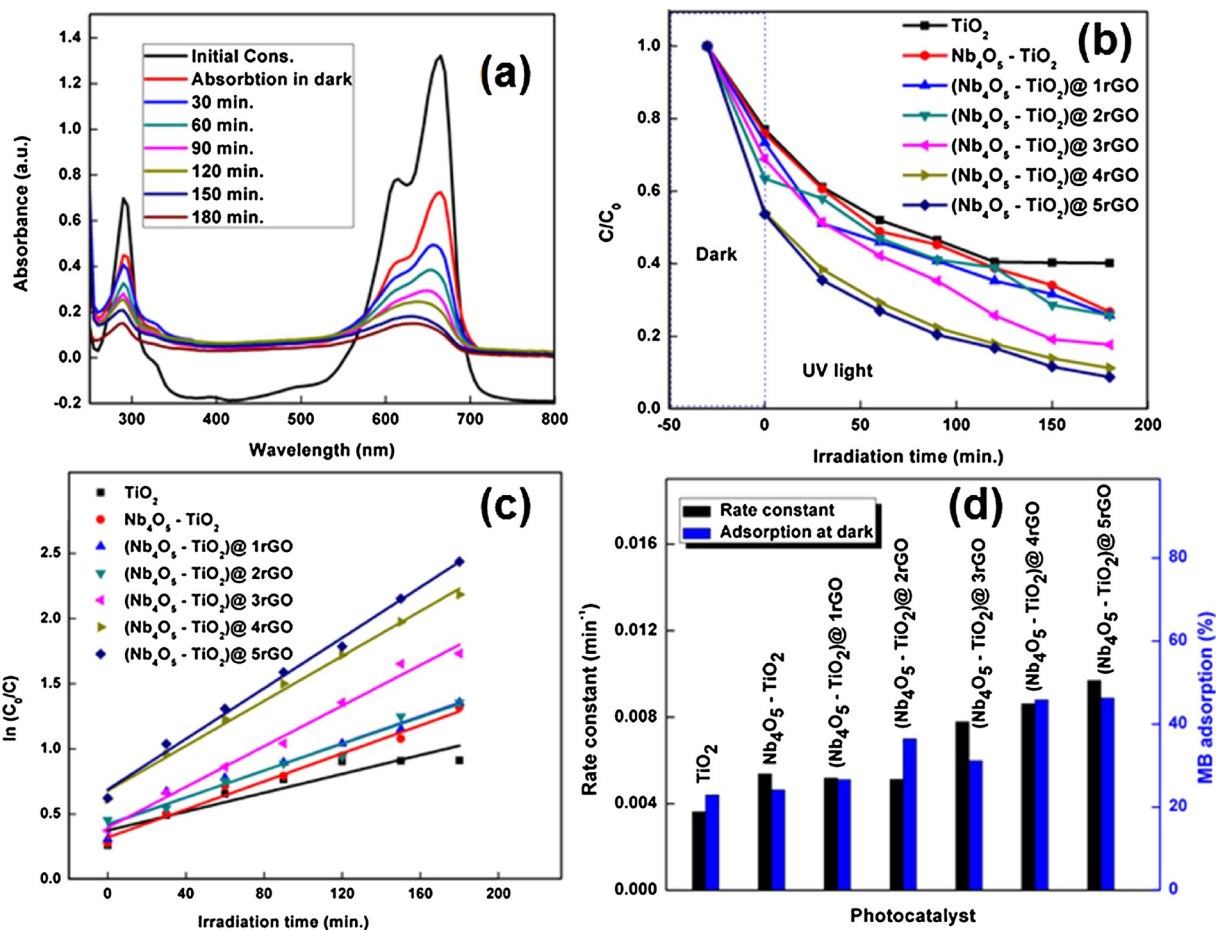 (a)
1.4
1.2
1.0
0.8
0.6
0.4
0.2
0.0
-0.2
Absorbance (a.u.)
Initial Cons.
Absorbtion in dark
30 min.
60 min.
90 min.
120 min.
150 min.
180 min.
300 400 500 600 700 800
Wavelength (nm)
(b)
1.0
0.8
0.6
0.4
0.2
0.0
C/C₀
TiO₂
Nb₄O₅ - TiO₂
(Nb₄O₅ - TiO₂)@ 1rGO
(Nb₄O₅ - TiO₂)@ 2rGO
(Nb₄O₅ - TiO₂)@ 3rGO
(Nb₄O₅ - TiO₂)@ 4rGO
(Nb₄O₅ - TiO₂)@ 5rGO
Dark
UV light
-50 0 50 100 150 200
Irradiation time (min.)
(c)
2.5
2.0
1.5
1.0
0.5
0.0
ln (C₀/C)
TiO₂
Nb₄O₅ - TiO₂
(Nb₄O₅ - TiO₂)@ 1rGO
(Nb₄O₅ - TiO₂)@ 2rGO
(Nb₄O₅ - TiO₂)@ 3rGO
(Nb₄O₅ - TiO₂)@ 4rGO
(Nb₄O₅ - TiO₂)@ 5rGO
0 40 80 120 160 200
Irradiation time (min.)
(d)
Rate constant
Adsorption at dark
0.016
0.012
0.008
0.004
0.000
Rate constant (min⁻¹)
TiO₂
Nb₄O₅ - TiO₂
(Nb₄O₅ - TiO₂)@ 1rGO
(Nb₄O₅ - TiO₂)@ 2rGO
(Nb₄O₅ - TiO₂)@ 3rGO
(Nb₄O₅ - TiO₂)@ 4rGO
(Nb₄O₅ - TiO₂)@ 5rGO
80
60
40
20
0
MB adsorption (%)
Photocatalyst